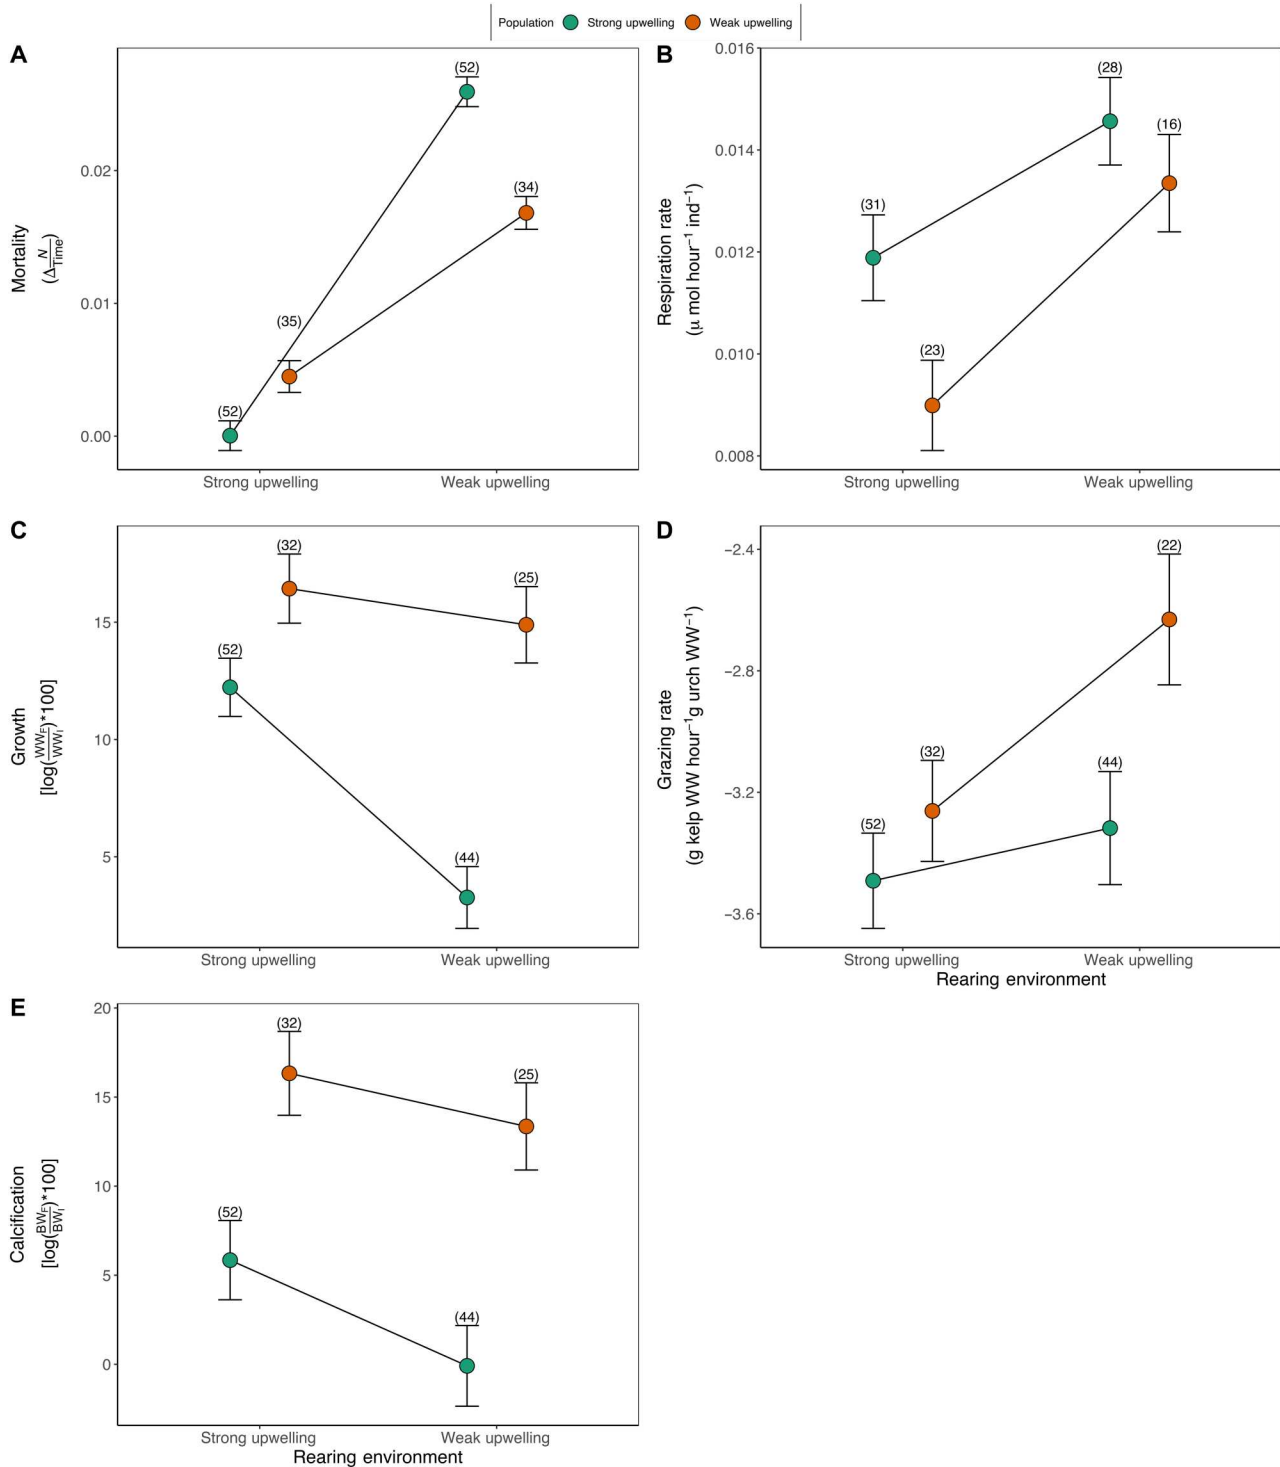 Population Strong upwelling Weak upwelling
A
(52)
(34)
(35)
(52)
0.02
0.01
0.00
Mortality
(Δ N/Time)
Strong upwelling Weak upwelling
B
0.016
0.014
0.012
0.010
0.008
(28)
(16)
(31)
(23)
Respiration rate
(μ mol hour⁻¹ ind⁻¹)
Strong upwelling Weak upwelling
C
(32)
(25)
(52)
(44)
15
10
5
Growth
[log(WW_F/WW_I)*100]
Strong upwelling Weak upwelling
D
−2.4
−2.8
−3.2
−3.6
(22)
(32)
(44)
(52)
Grazing rate
(g kelp WW hour⁻¹g urch WW⁻¹)
Strong upwelling Weak upwelling
Rearing environment
E
20
15
10
5
0
(32)
(25)
(52)
(44)
Calcification
[log(BW_F/BW_I)*100]
Strong upwelling Weak upwelling
Rearing environment